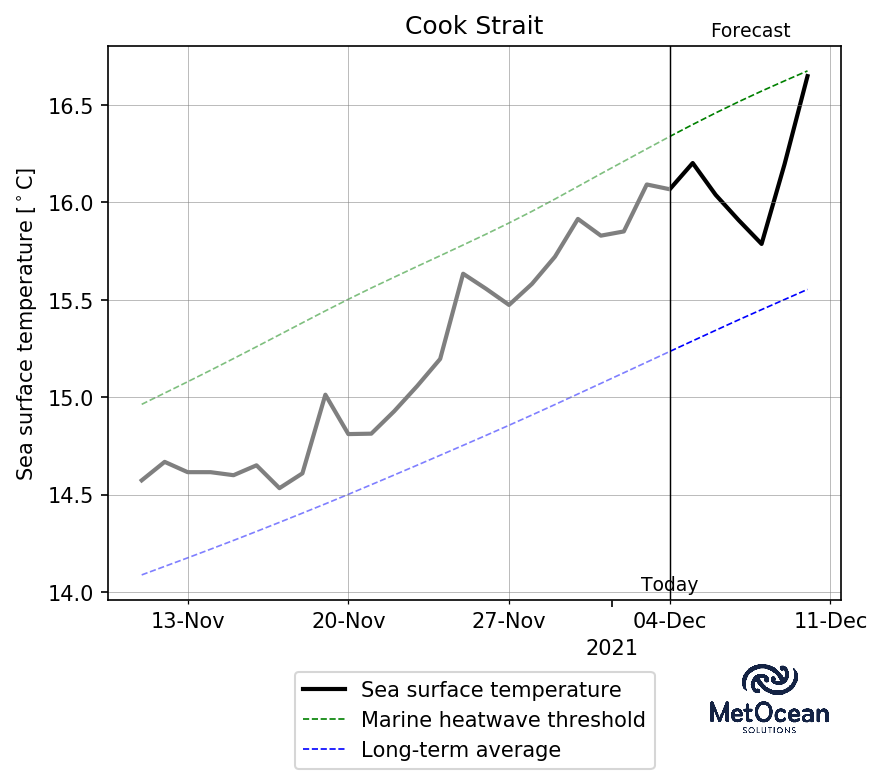 Cook Strait
Forecast
Sea surface temperature [°C]
16.5
16.0
15.5
15.0
14.5
14.0
Today
13-Nov 20-Nov 27-Nov 04-Dec 11-Dec
2021
Sea surface temperature
Marine heatwave threshold
Long-term average
MetOcean
SOLUTIONS